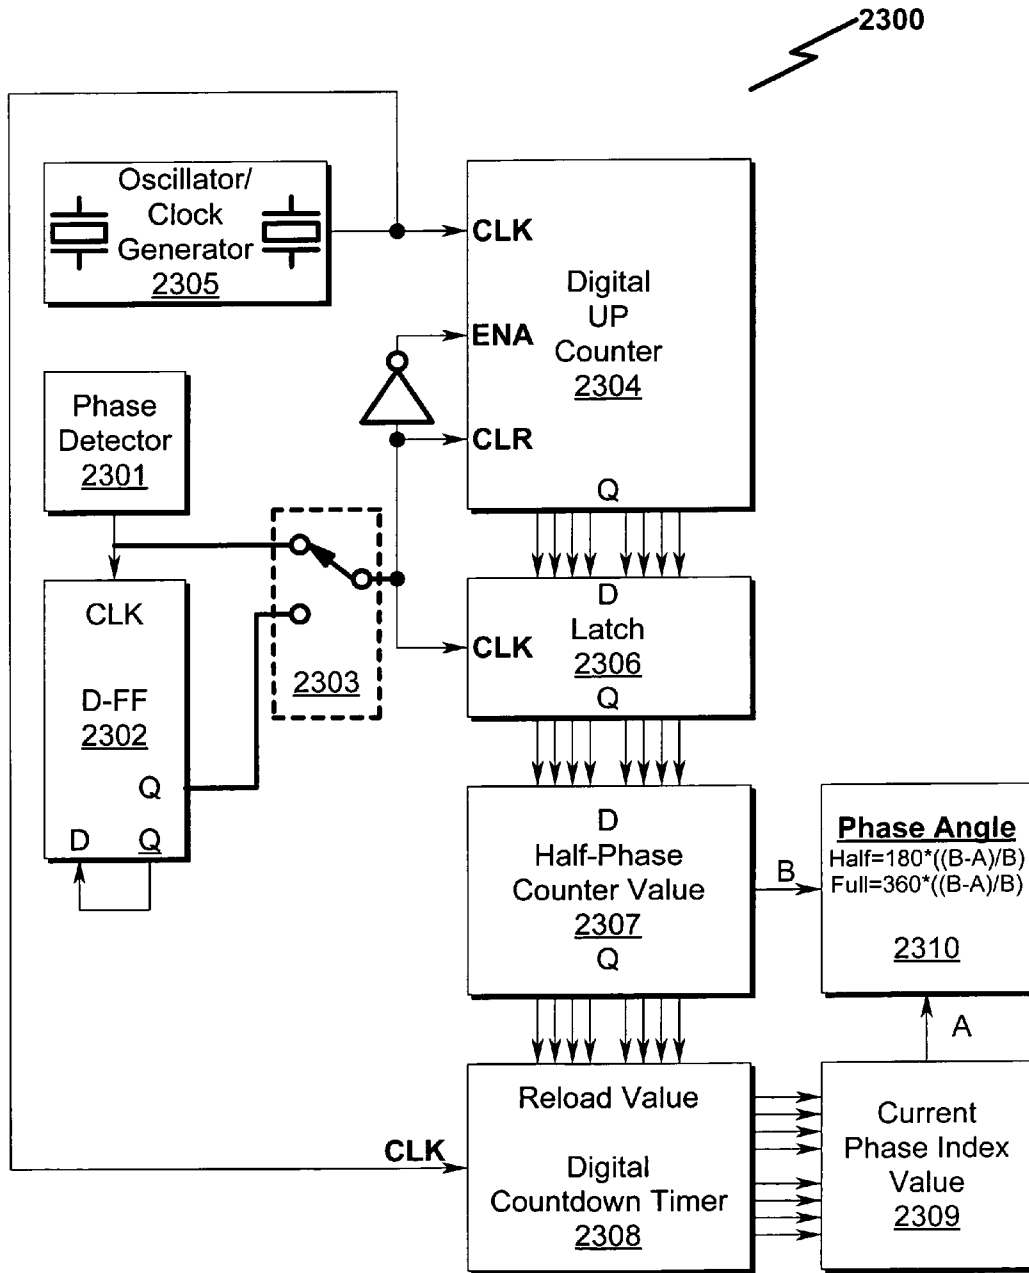 2300
Oscillator/
Clock
Generator
2305
CLK
Digital
UP
Counter
2304
ENA
CLR
Q
Phase
Detector
2301
CLK
D-FF
2302
Q
D Q
2303
D
Latch
CLK
2306
Q
D
Half-Phase
Counter Value
2307
Q
B
Phase Angle
Half=180*((B-A)/B)
Full=360*((B-A)/B)
2310
A
CLK
Reload Value
Digital
Countdown Timer
2308
Current
Phase Index
Value
2309